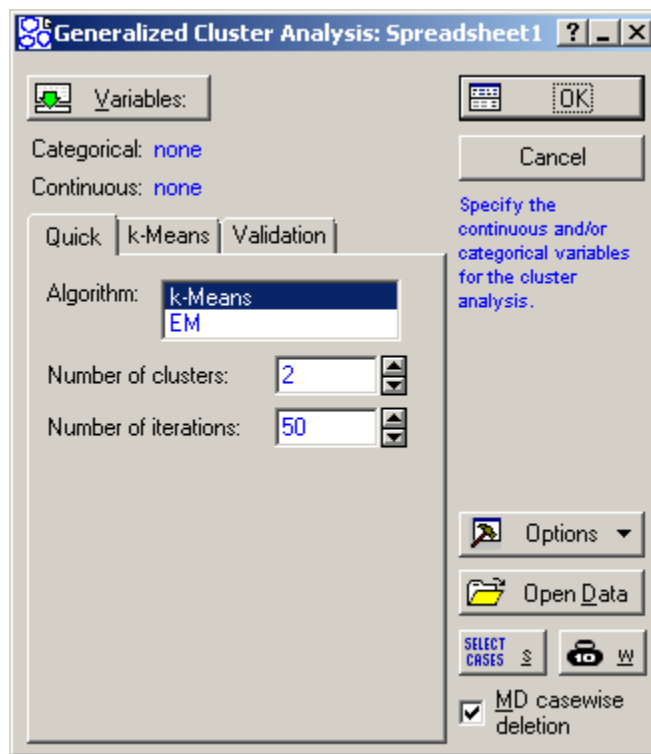 Generalized Cluster Analysis: Spreadsheet1
Variables:
Categorical: none
Continuous: none
Quick
k-Means
Validation
Algorithm:
k-Means
EM
Number of clusters: 2
Number of iterations: 50
OK
Cancel
Specify the
continuous and/or
categorical variables
for the cluster
analysis.
Options
Open Data
SELECT
CASES S
10 W
MD casewise
deletion